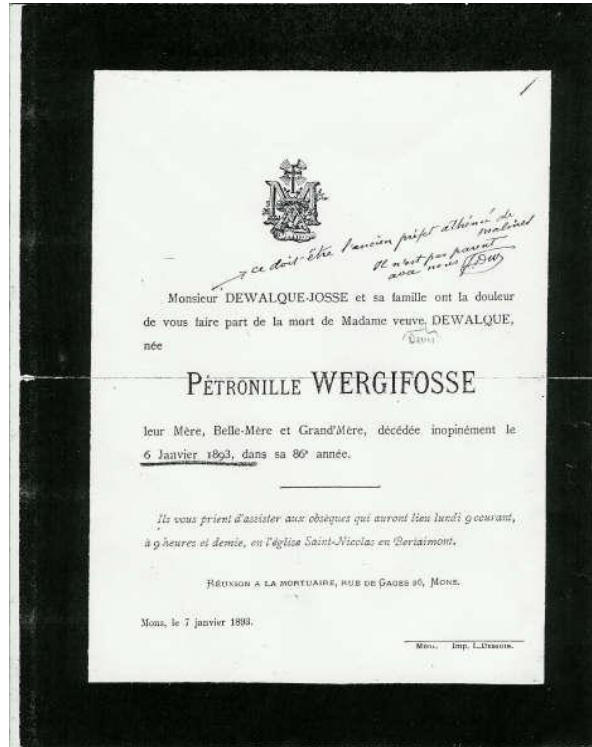 1
M
ce doit être l'ancien préfet athénée de
malines
Il n'est pas parent
avec nous
Monsieur DEWALQUE-JOSSE et sa famille ont la douleur
de vous faire part de la mort de Madame veuve DEWALQUE,
née
PÉTRONILLE WERGIFOSSE
leur Mère, Belle-Mère et Grand'Mère, décédée inopinément le
6 Janvier 1893, dans sa 86e année.
Ils vous prient d'assister aux obsèques qui auront lieu lundi 9 courant,
à 9 heures et demie, en l'église Saint-Nicolas en Bertaimont.
RÉUNION A LA MORTUAIRE, RUE DE GAGES 26, MONS.
Mons, le 7 janvier 1893.
Mons. Imp. L.